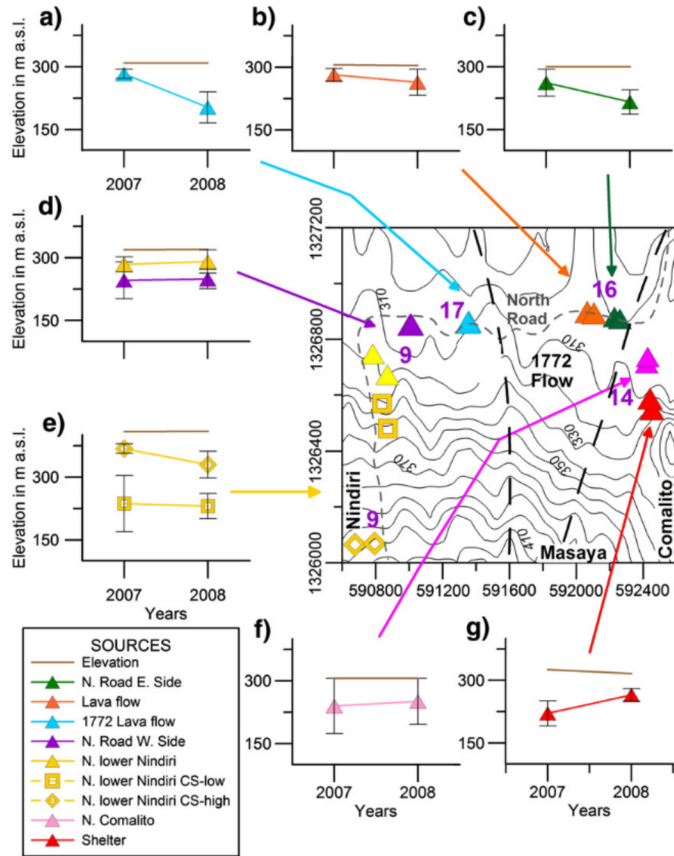 a)
b)
c)
Elevation in m a.s.l.
300
150
300
150
300
150
2007
2008
d)
Elevation in m a.s.l.
300
150
e)
Elevation in m a.s.l.
300
150
2007
2008
Years
1327200
1326800
1326400
1326000
310
17
16
North
Road
9
310
1772
Flow
14
330
350
370
410
9
Nindiri
Masaya
Comalito
590800
591200
591600
592000
592400
f)
300
150
2007
2008
Years
g)
300
150
2007
2008
Years
SOURCES
Elevation
N. Road E. Side
Lava flow
1772 Lava flow
N. Road W. Side
N. lower Nindiri
N. lower Nindiri CS-low
N. lower Nindiri CS-high
N. Comalito
Shelter